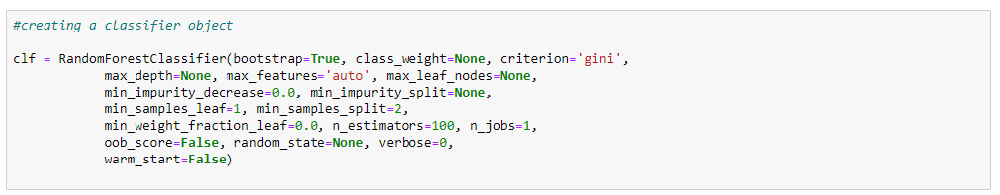 #creating a classifier object
clf = RandomForestClassifier(bootstrap=True, class_weight=None, criterion='gini',
max_depth=None, max_features='auto', max_leaf_nodes=None,
min_impurity_decrease=0.0, min_impurity_split=None,
min_samples_leaf=1, min_samples_split=2,
min_weight_fraction_leaf=0.0, n_estimators=100, n_jobs=1,
oob_score=False, random_state=None, verbose=0,
warm_start=False)